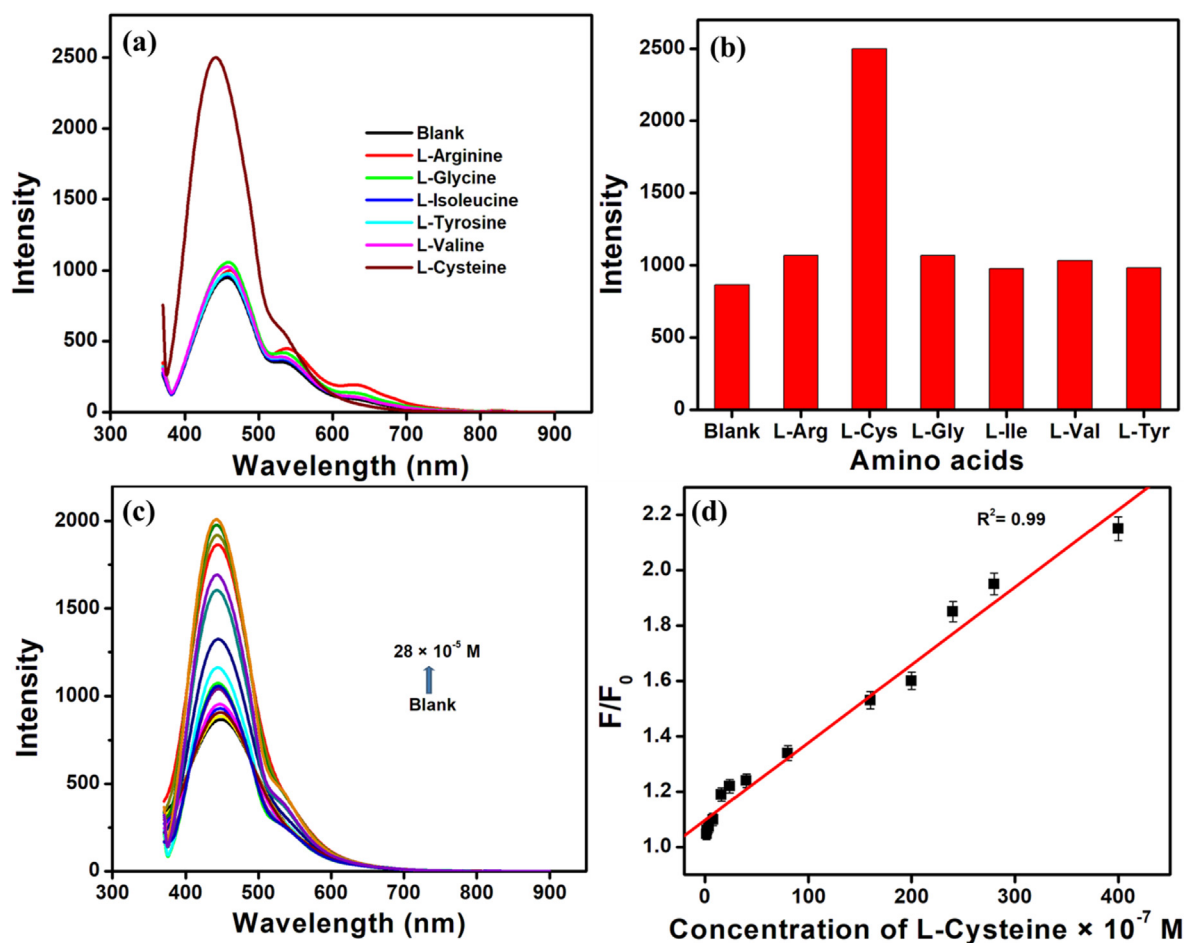 (a)
2500
2000
1500
1000
500
0
Intensity
Blank
L-Arginine
L-Glycine
L-Isoleucine
L-Tyrosine
L-Valine
L-Cysteine
300 400 500 600 700 800 900
Wavelength (nm)
(b)
2500
2000
1500
1000
500
0
Intensity
Blank L-Arg L-Cys L-Gly L-Ile L-Val L-Tyr
Amino acids
(c)
2000
1500
1000
500
0
Intensity
28 × 10⁻⁵ M
Blank
300 400 500 600 700 800 900
Wavelength (nm)
(d)
R²= 0.99
2.2
2.0
1.8
1.6
1.4
1.2
1.0
F/F₀
0 100 200 300 400
Concentration of L-Cysteine × 10⁻⁷ M